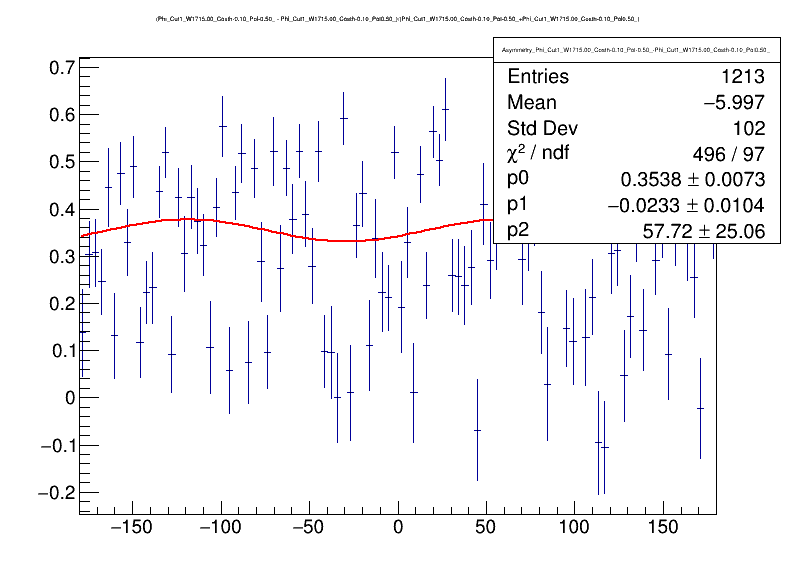 (Phi_Cut1_W1715.00_Costh-0.10_Pol-0.50_ - Phi_Cut1_W1715.00_Costh-0.10_Pol0.50_)/(Phi_Cut1_W1715.00_Costh-0.10_Pol-0.50_+Phi_Cut1_W1715.00_Costh-0.10_Pol0.50_)
Asymmetry_Phi_Cut1_W1715.00_Costh-0.10_Pol-0.50_-Phi_Cut1_W1715.00_Costh-0.10_Pol0.50_
Entries 1213
Mean −5.997
Std Dev 102
χ² / ndf 496 / 97
p0 0.3538 ± 0.0073
p1 −0.0233 ± 0.0104
p2 57.72 ± 25.06
0.7
0.6
0.5
0.4
0.3
0.2
0.1
0
−0.1
−0.2
−150 −100 −50 0 50 100 150